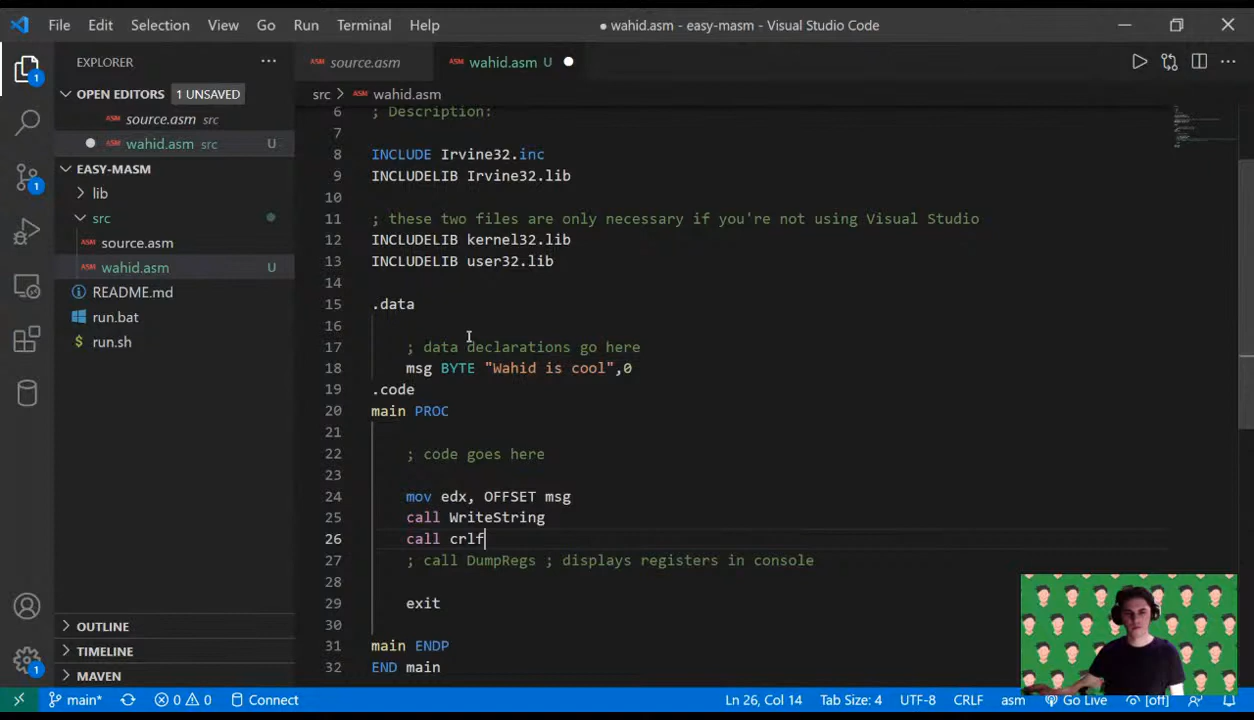 File Edit Selection View Go Run Terminal Help
● wahid.asm - easy-masm - Visual Studio Code
EXPLORER
OPEN EDITORS 1 UNSAVED
source.asm src
wahid.asm src U
EASY-MASM
lib
src
source.asm
wahid.asm U
README.md
run.bat
run.sh
OUTLINE
TIMELINE
MAVEN
1
1
1
source.asm
wahid.asm U
src > wahid.asm
6 ; Description:
7
8 INCLUDE Irvine32.inc
9 INCLUDELIB Irvine32.lib
10
11 ; these two files are only necessary if you're not using Visual Studio
12 INCLUDELIB kernel32.lib
13 INCLUDELIB user32.lib
14
15 .data
16
17 ; data declarations go here
18 msg BYTE "Wahid is cool",0
19 .code
20 main PROC
21
22 ; code goes here
23
24 mov edx, OFFSET msg
25 call WriteString
26 call crlf
27 ; call DumpRegs ; displays registers in console
28
29 exit
30
31 main ENDP
32 END main
main* 0 0 Connect
Ln 26, Col 14 Tab Size: 4 UTF-8 CRLF asm Go Live [off]